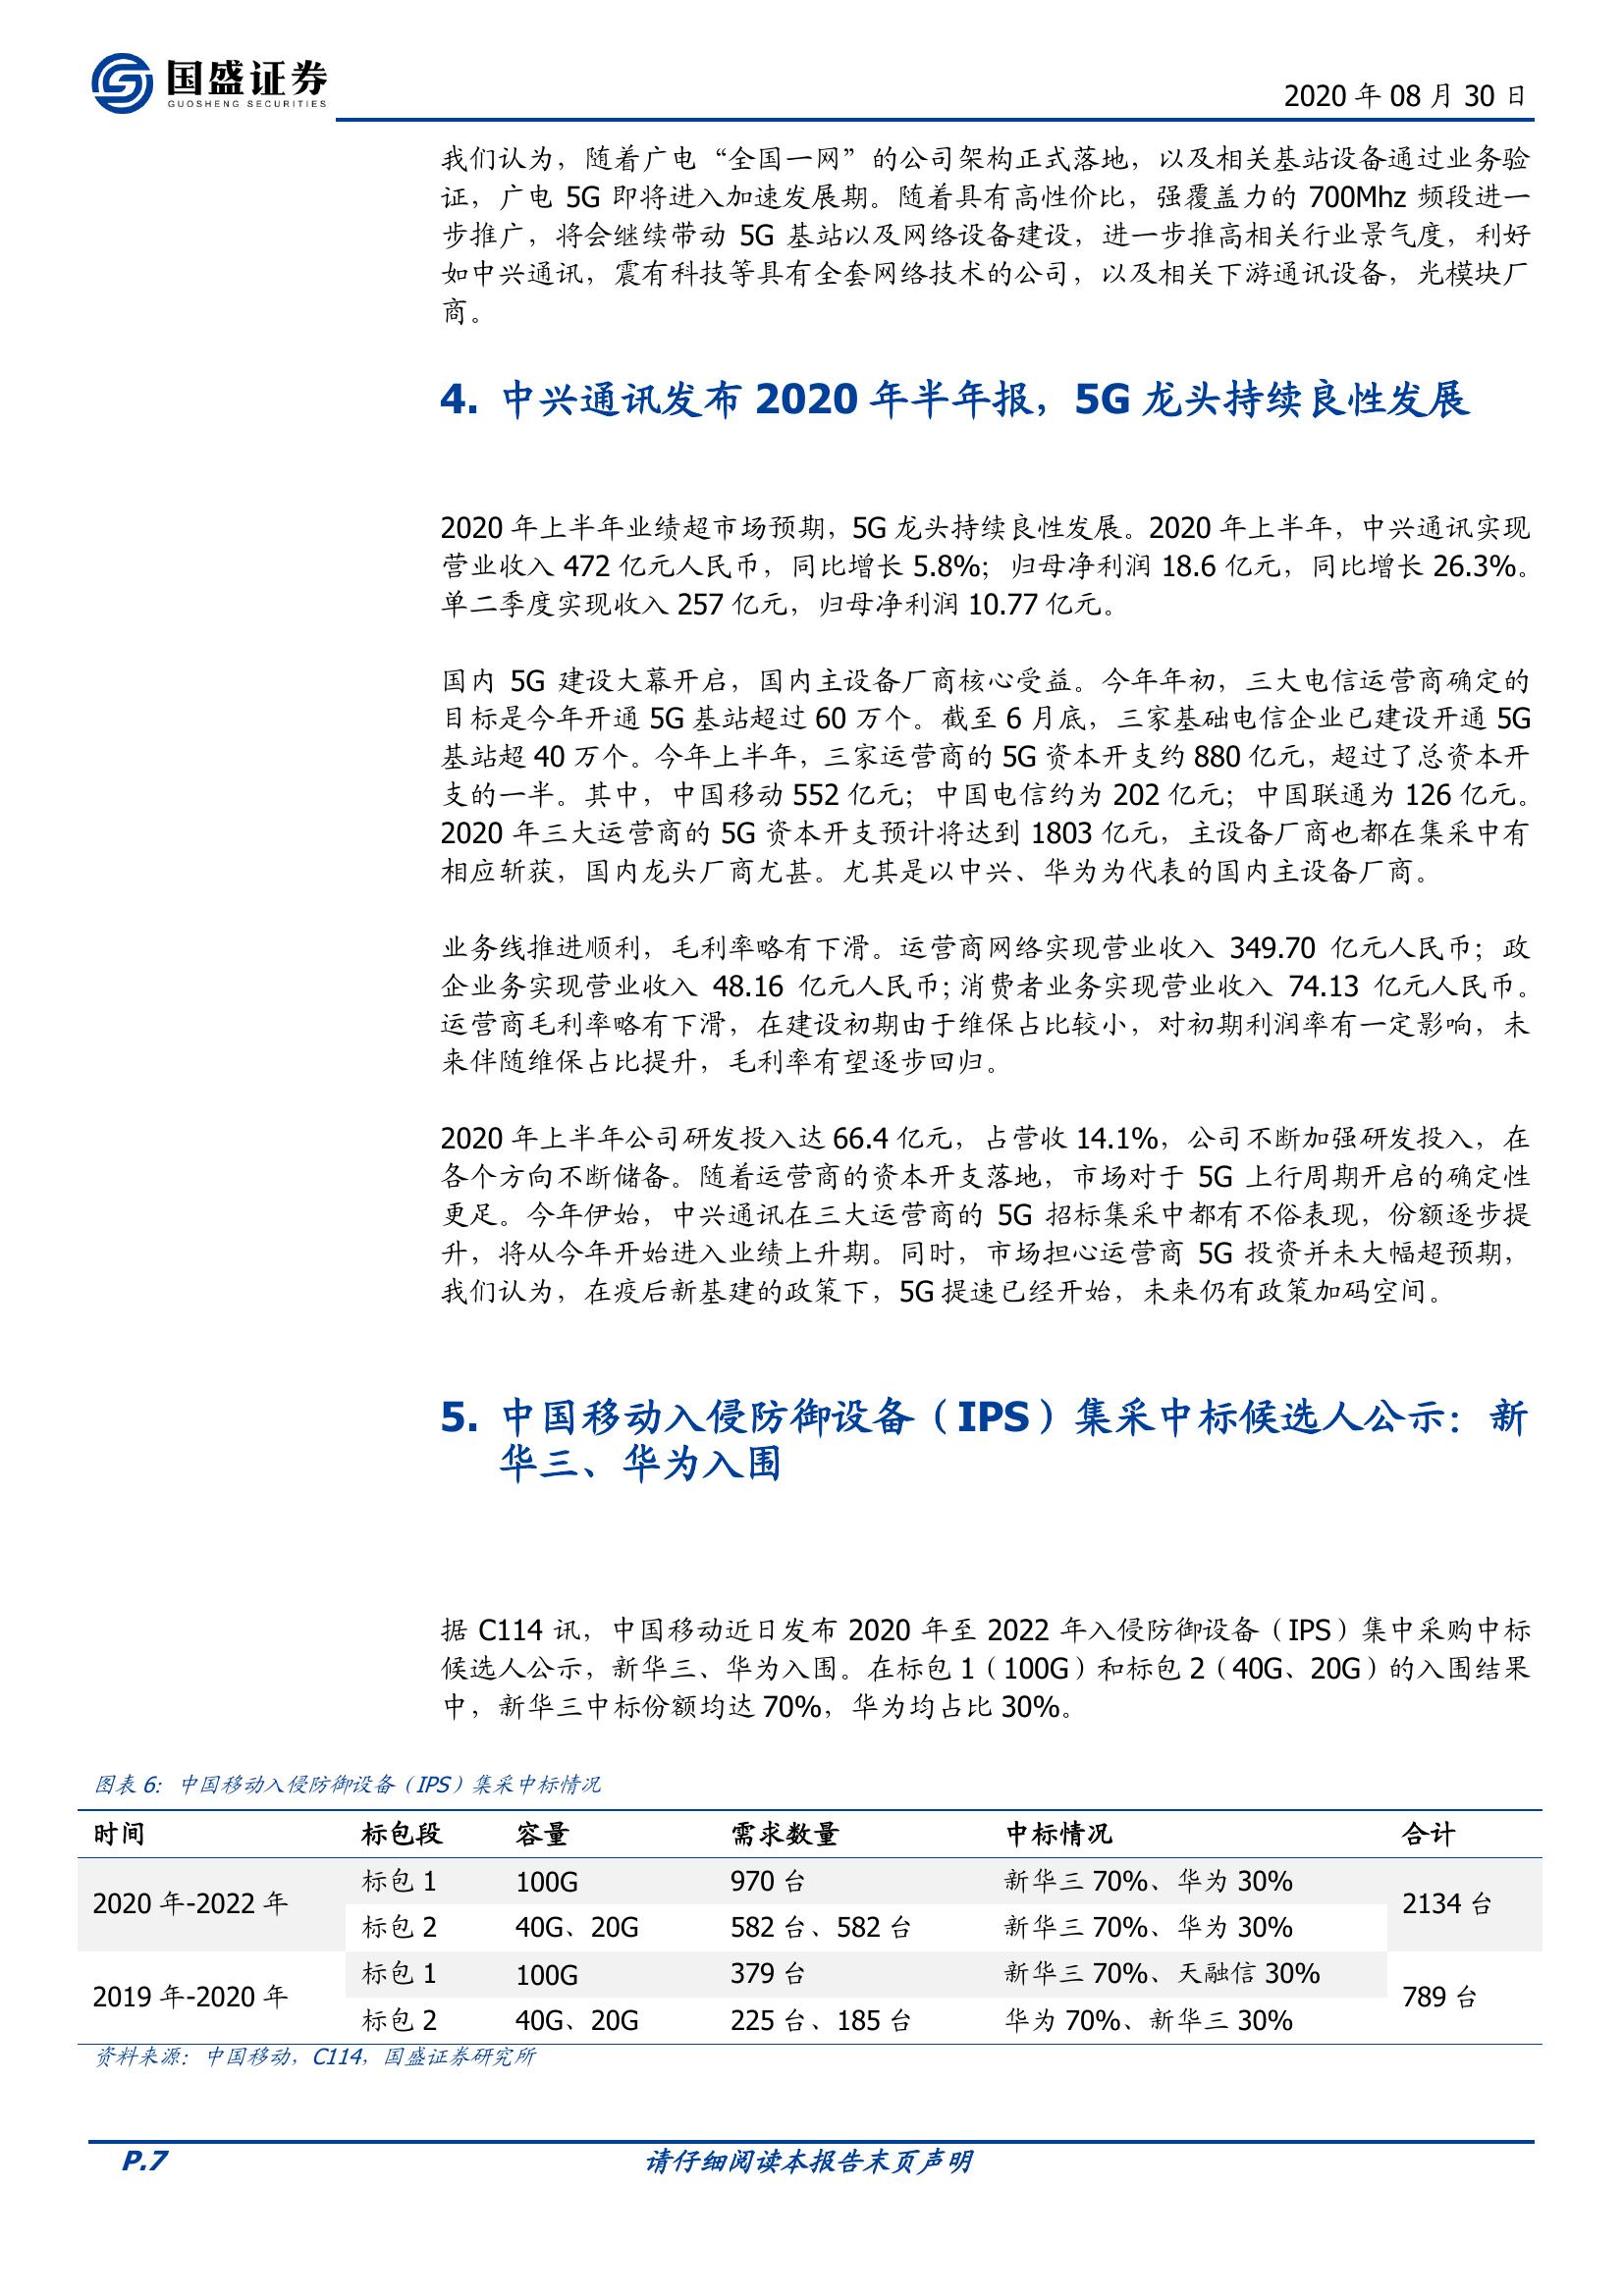 国盛证券
GUOSHENG SECURITIES
2020 年 08 月 30 日
我们认为，随着广电“全国一网”的公司架构正式落地，以及相关基站设备通过业务验
证，广电 5G 即将进入加速发展期。随着具有高性价比，强覆盖力的 700Mhz 频段进一
步推广，将会继续带动 5G 基站以及网络设备建设，进一步推高相关行业景气度，利好
如中兴通讯，震有科技等具有全套网络技术的公司，以及相关下游通讯设备，光模块厂
商。
4. 中兴通讯发布 2020 年半年报，5G 龙头持续良性发展
2020 年上半年业绩超市场预期，5G 龙头持续良性发展。2020 年上半年，中兴通讯实现
营业收入 472 亿元人民币，同比增长 5.8%；归母净利润 18.6 亿元，同比增长 26.3%。
单二季度实现收入 257 亿元，归母净利润 10.77 亿元。
国内 5G 建设大幕开启，国内主设备厂商核心受益。今年年初，三大电信运营商确定的
目标是今年开通 5G 基站超过 60 万个。截至 6 月底，三家基础电信企业已建设开通 5G
基站超 40 万个。今年上半年，三家运营商的 5G 资本开支约 880 亿元，超过了总资本开
支的一半。其中，中国移动 552 亿元；中国电信约为 202 亿元；中国联通为 126 亿元。
2020 年三大运营商的 5G 资本开支预计将达到 1803 亿元，主设备厂商也都在集采中有
相应斩获，国内龙头厂商尤甚。尤其是以中兴、华为为代表的国内主设备厂商。
业务线推进顺利，毛利率略有下滑。运营商网络实现营业收入 349.70 亿元人民币；政
企业务实现营业收入 48.16 亿元人民币；消费者业务实现营业收入 74.13 亿元人民币。
运营商毛利率略有下滑，在建设初期由于维保占比较小，对初期利润率有一定影响，未
来伴随维保占比提升，毛利率有望逐步回归。
2020 年上半年公司研发投入达 66.4 亿元，占营收 14.1%，公司不断加强研发投入，在
各个方向不断储备。随着运营商的资本开支落地，市场对于 5G 上行周期开启的确定性
更足。今年伊始，中兴通讯在三大运营商的 5G 招标集采中都有不俗表现，份额逐步提
升，将从今年开始进入业绩上升期。同时，市场担心运营商 5G 投资并未大幅超预期，
我们认为，在疫后新基建的政策下，5G 提速已经开始，未来仍有政策加码空间。
5. 中国移动入侵防御设备（IPS）集采中标候选人公示：新
华三、华为入围
据 C114 讯，中国移动近日发布 2020 年至 2022 年入侵防御设备（IPS）集中采购中标
候选人公示，新华三、华为入围。在标包 1（100G）和标包 2（40G、20G）的入围结果
中，新华三中标份额均达 70%，华为均占比 30%。
图表 6：中国移动入侵防御设备（IPS）集采中标情况
时间 标包段 容量 需求数量 中标情况 合计
2020 年-2022 年 标包 1 100G 970 台 新华三 70%、华为 30% 2134 台
标包 2 40G、20G 582 台、582 台 新华三 70%、华为 30%
2019 年-2020 年 标包 1 100G 379 台 新华三 70%、天融信 30% 789 台
标包 2 40G、20G 225 台、185 台 华为 70%、新华三 30%
资料来源：中国移动，C114，国盛证券研究所
P.7 请仔细阅读本报告末页声明